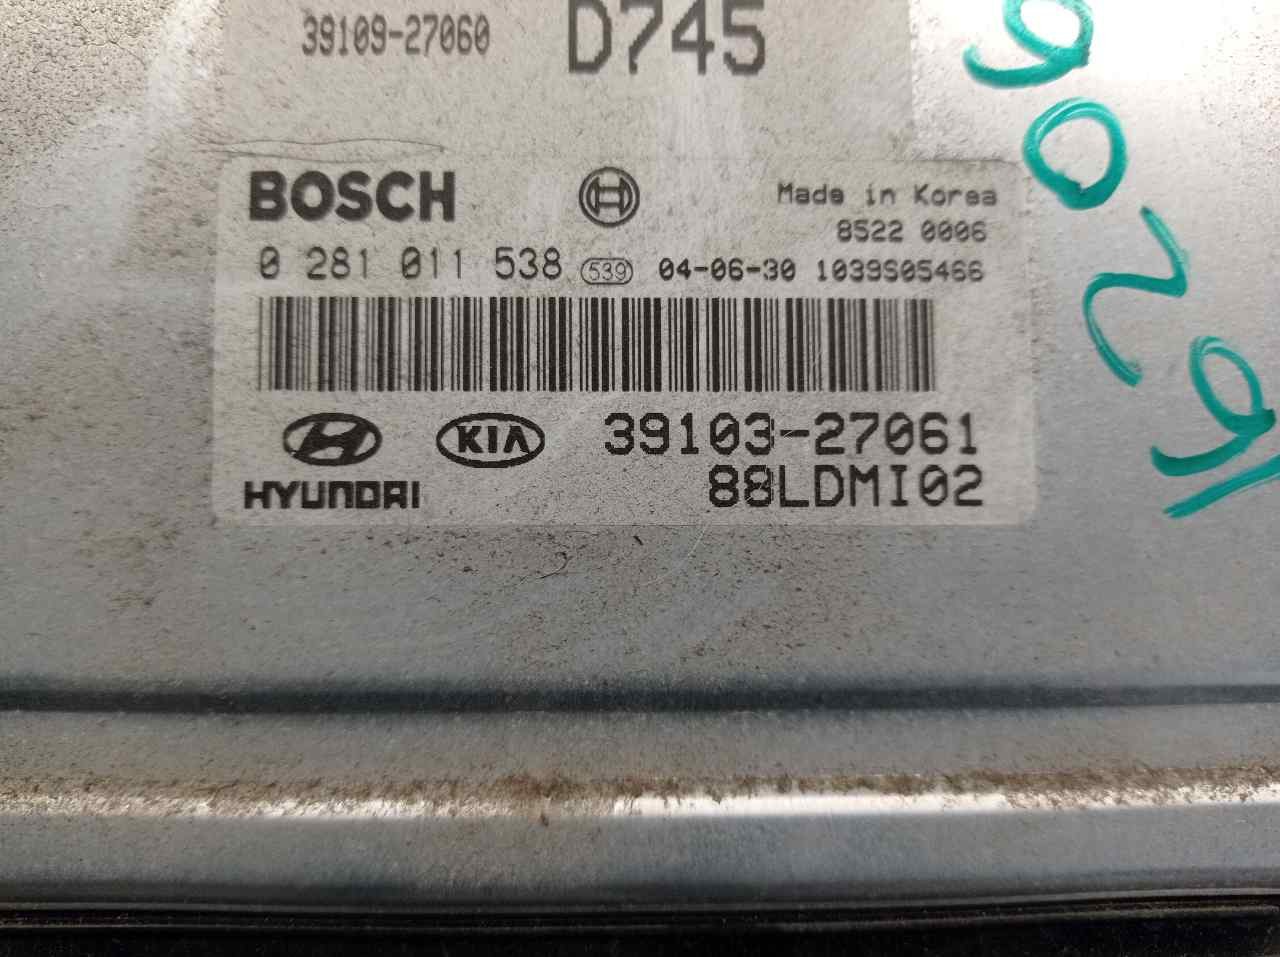 39109-27060 D745
BOSCH Made in Korea
8522 0006
0 281 011 538 539 04-06-30 1039S05466
KIA 39103-27061
HYUNDAI 88LDMI02